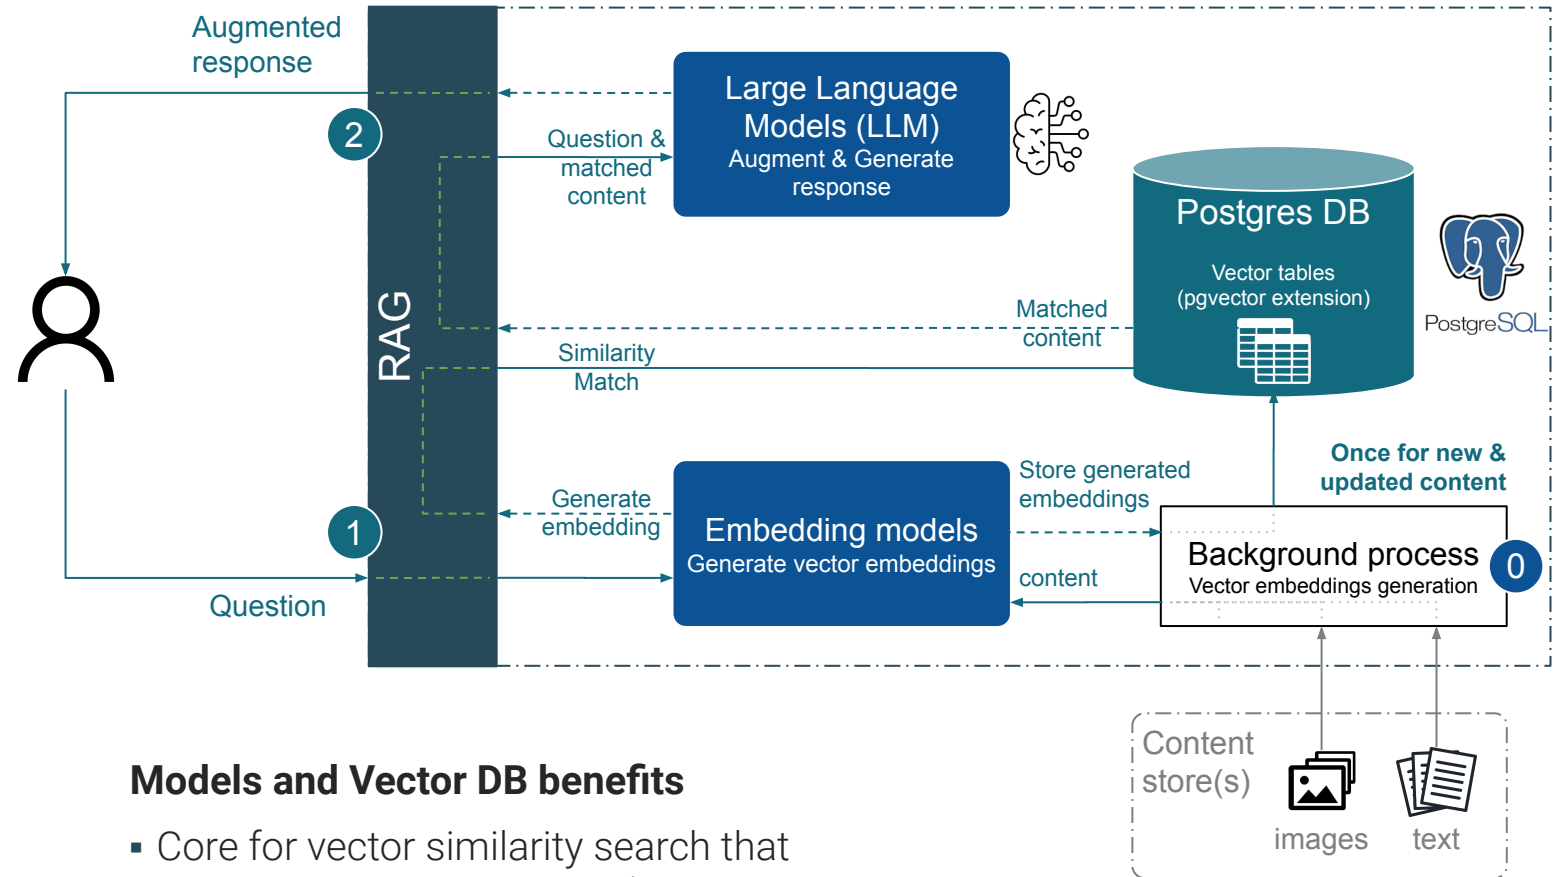 Augmented
response
2
Question &
matched
content
Large Language
Models (LLM)
Augment & Generate
response
Postgres DB
Vector tables
(pgvector extension)
PostgreSQL
RAG
Matched
content
Similarity
Match
Once for new &
updated content
Generate
embedding
Store generated
embeddings
1
Embedding models
Generate vector embeddings
content
Background process
Vector embeddings generation
0
Question
Content
store(s)
images
text
Models and Vector DB benefits
▪ Core for vector similarity search that